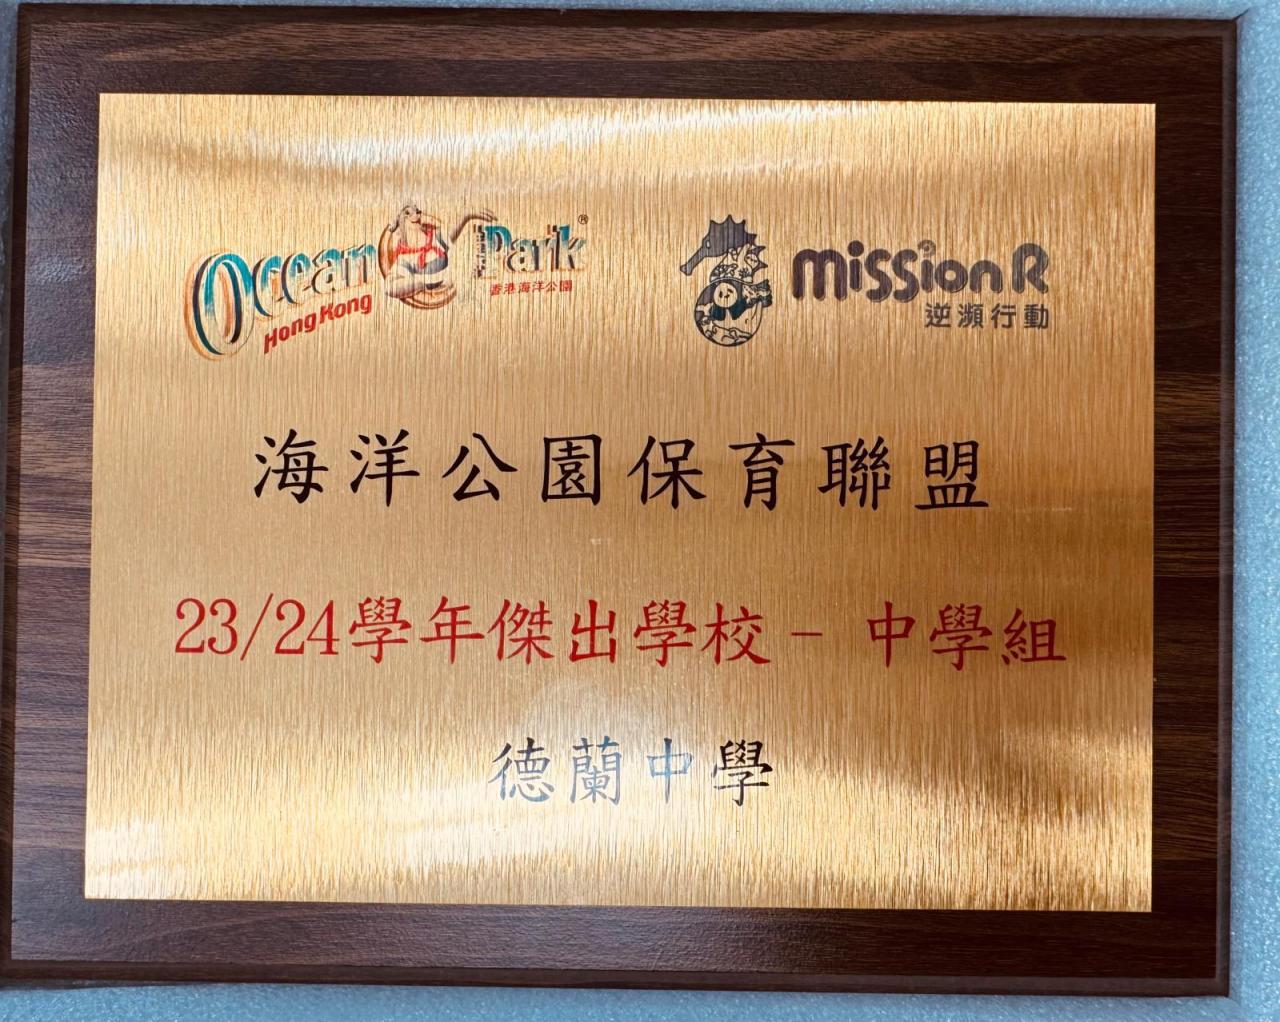 Ocean Park®
Hong Kong
香港海洋公園
mission R®
逆瀕行動
海洋公園保育聯盟
23/24學年傑出學校 - 中學組
德蘭中學